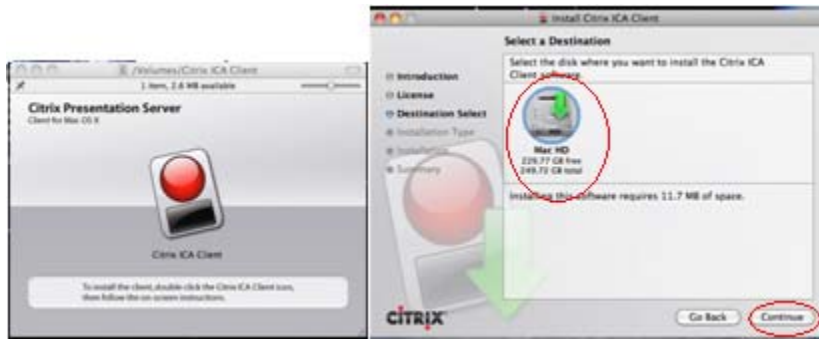 /Volumes/Citrix ICA Client
1 item, 2.6 MB available
Citrix Presentation Server
Client for Mac OS X
Citrix ICA Client
To install the client, double-click the Citrix ICA Client icon,
then follow the on-screen instructions.
Install Citrix ICA Client
Select a Destination
Introduction
License
Destination Select
Installation Type
Installation
Summary
Select the disk where you want to install the Citrix ICA
Client software.
Mac HD
229.77 GB free
249.72 GB total
Installing this software requires 11.7 MB of space.
CITRIX
Go Back
Continue